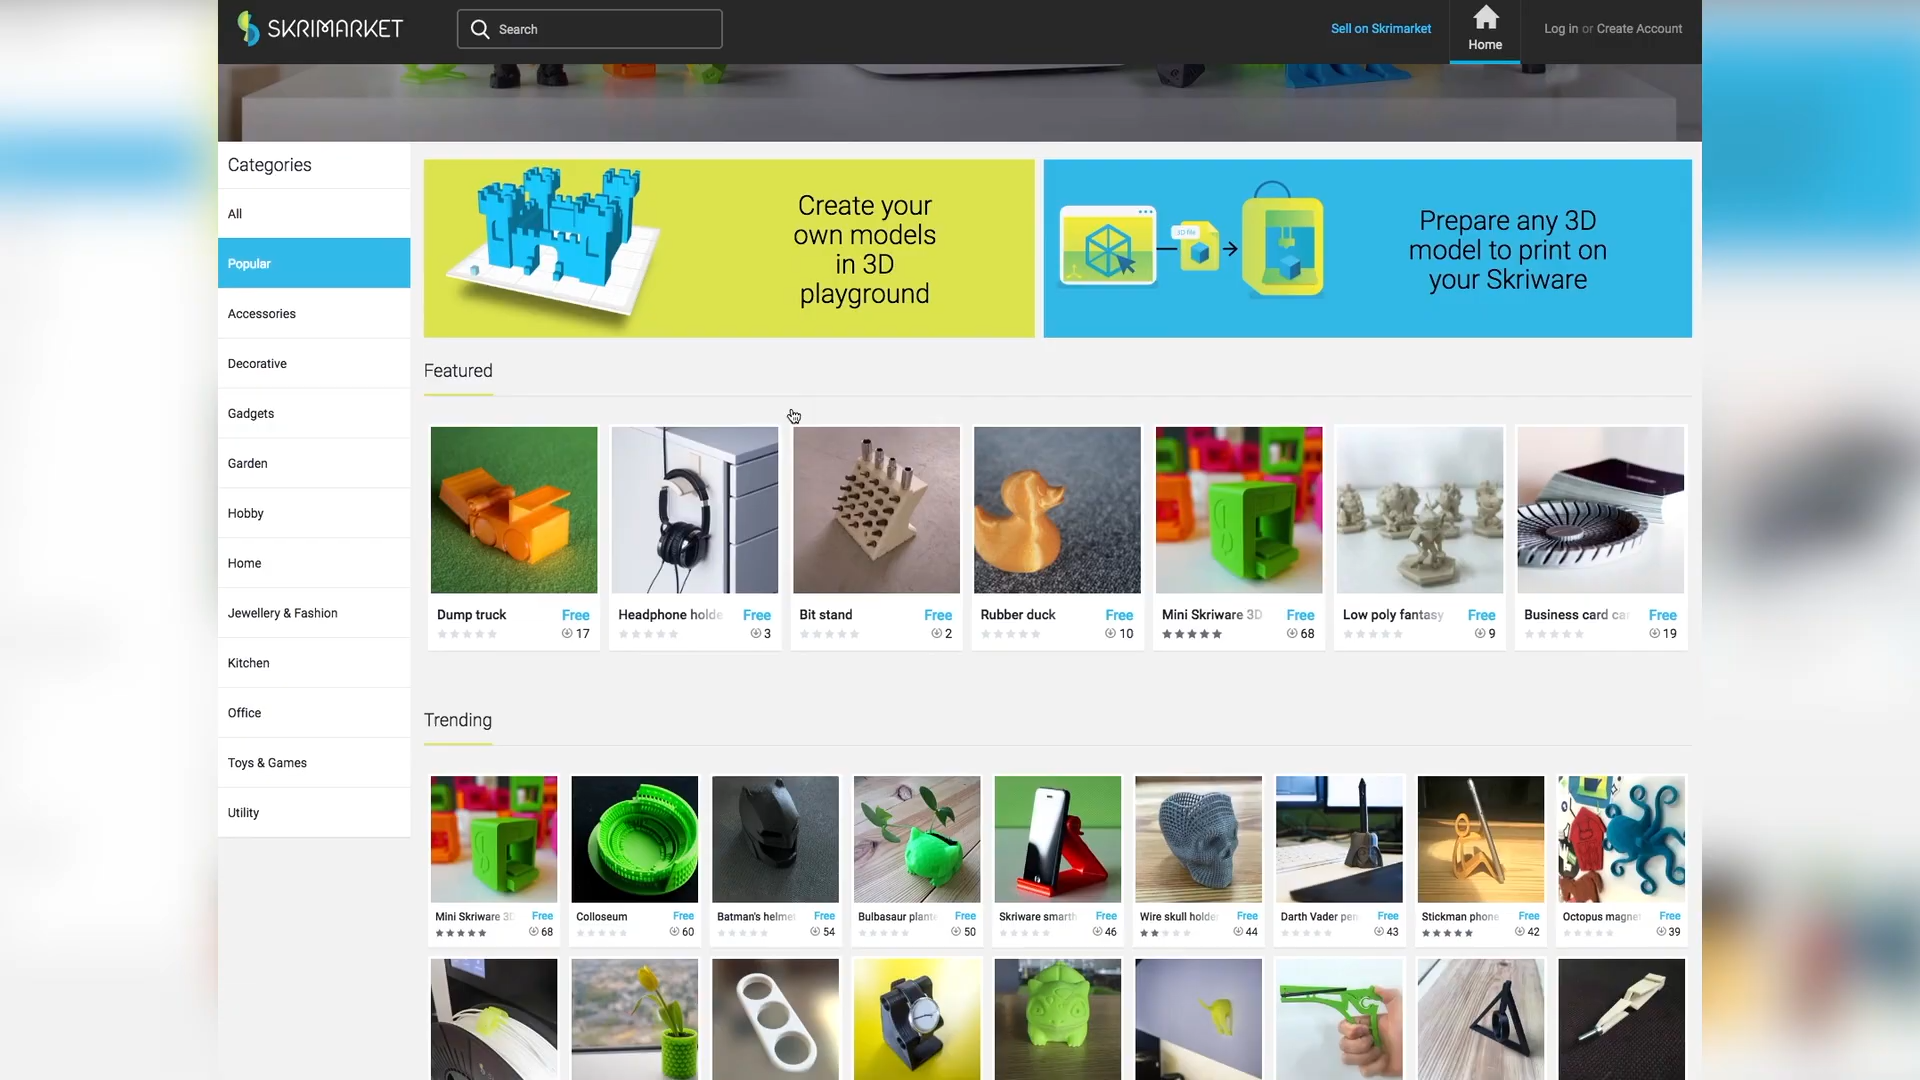 SKRIMARKET
Search
Sell on Skrimarket
Home
Log in or Create Account
Categories
All
Popular
Accessories
Decorative
Gadgets
Garden
Hobby
Home
Jewellery & Fashion
Kitchen
Office
Toys & Games
Utility
Create your
own models
in 3D
playground
3D file
Prepare any 3D
model to print on
your Skriware
Featured
Dump truck Free
17
Headphone holde Free
3
Bit stand Free
2
Rubber duck Free
10
Mini Skriware 3D Free
68
Low poly fantasy Free
9
Business card ca Free
19
Trending
Mini Skriware 3D Free
68
Colloseum Free
60
Batman's helme Free
54
Bulbasaur plante Free
50
Skriware smarth Free
46
Wire skull holde Free
44
Darth Vader pen Free
43
Stickman phone Free
42
Octopus magne Free
39